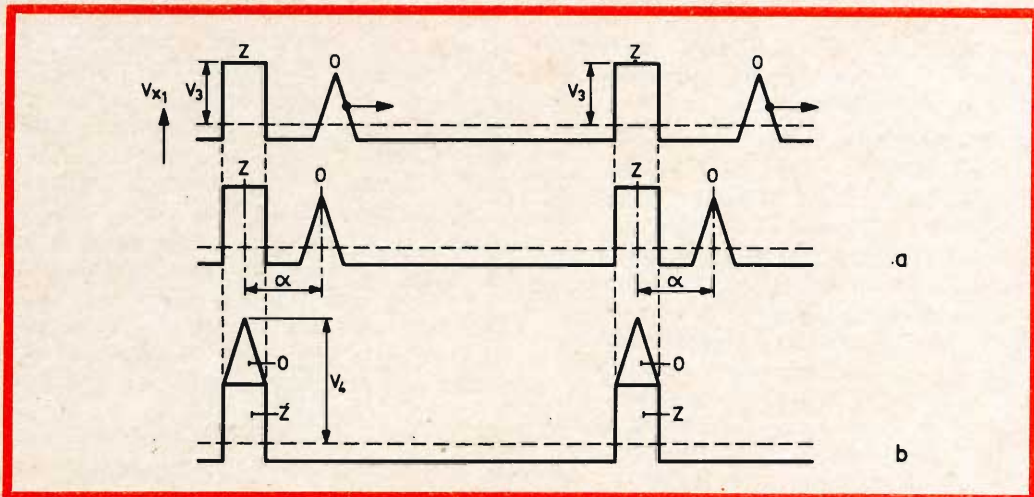 Z Z
O O
Vx1 V3 V3
Z O Z O
a
α α
O V4 O
Z Z
b